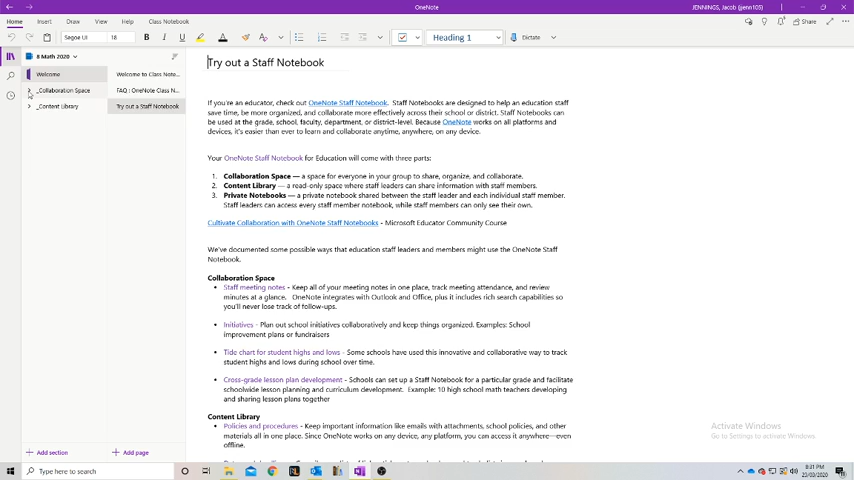 OneNote
JENNINGS, Jacob (jjenn105)
Home Insert Draw View Help Class Notebook
Share
Segoe UI 18 B I U A Heading 1 Dictate
8 Math 2020
Welcome
_Collaboration Space
_Content Library
Welcome to Class Note...
FAQ : OneNote Class N...
Try out a Staff Notebook
Try out a Staff Notebook
If you're an educator, check out OneNote Staff Notebook. Staff Notebooks are designed to help an education staff
save time, be more organized, and collaborate more effectively across their school or district. Staff Notebooks can
be used at the grade, school, faculty, department, or district-level. Because OneNote works on all platforms and
devices, it's easier than ever to learn and collaborate anytime, anywhere, on any device.
Your OneNote Staff Notebook for Education will come with three parts:
1. Collaboration Space — a space for everyone in your group to share, organize, and collaborate.
2. Content Library — a read-only space where staff leaders can share information with staff members.
3. Private Notebooks — a private notebook shared between the staff leader and each individual staff member.
Staff leaders can access every staff member notebook, while staff members can only see their own.
Cultivate Collaboration with OneNote Staff Notebooks - Microsoft Educator Community Course
We've documented some possible ways that education staff leaders and members might use the OneNote Staff
Notebook.
Collaboration Space
• Staff meeting notes - Keep all of your meeting notes in one place, track meeting attendance, and review
minutes at a glance. OneNote integrates with Outlook and Office, plus it includes rich search capabilities so
you'll never lose track of follow-ups.
• Initiatives - Plan out school initiatives collaboratively and keep things organized. Examples: School
improvement plans or fundraisers
• Tide chart for student highs and lows - Some schools have used this innovative and collaborative way to track
student highs and lows during school over time.
• Cross-grade lesson plan development - Schools can set up a Staff Notebook for a particular grade and facilitate
schoolwide lesson planning and curriculum development. Example: 10 high school math teachers developing
and sharing lesson plans together
Content Library
• Policies and procedures - Keep important information like emails with attachments, school policies, and other
materials all in one place. Since OneNote works on any device, any platform, you can access it anywhere—even
offline.
Activate Windows
Go to Settings to activate Windows
+ Add section
+ Add page
Type here to search
8:31 PM
23/03/2020